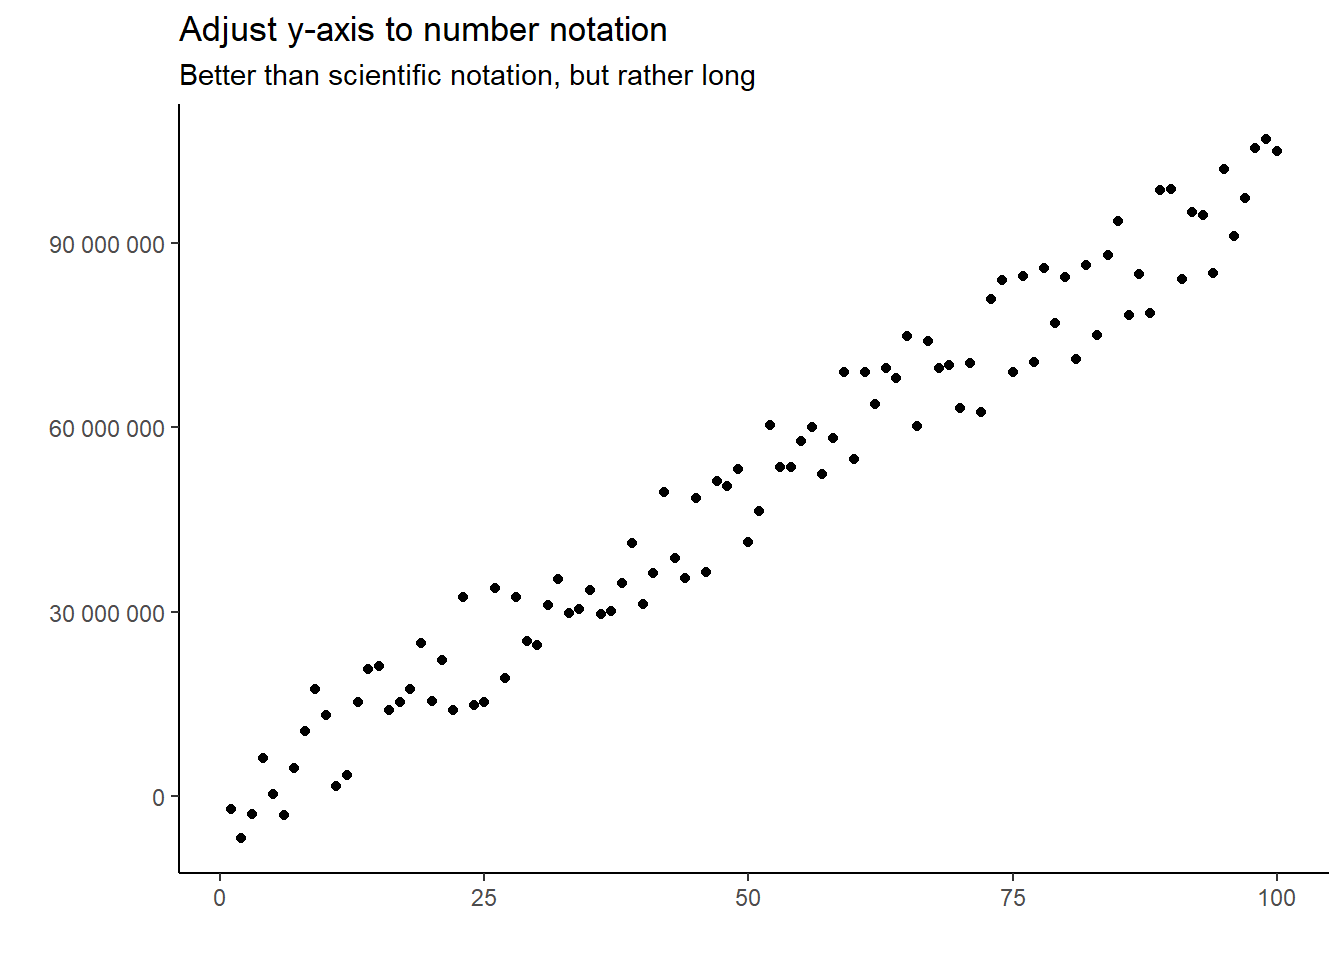 Adjust y-axis to number notation
Better than scientific notation, but rather long
90 000 000
60 000 000
30 000 000
0
0 25 50 75 100